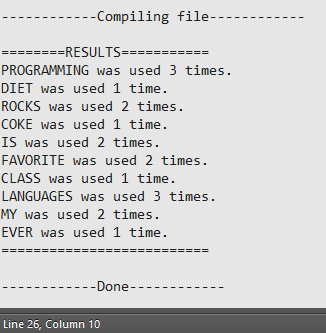 ------------Compiling file------------
========RESULTS===========
PROGRAMMING was used 3 times.
DIET was used 1 time.
ROCKS was used 2 times.
COKE was used 1 time.
IS was used 2 times.
FAVORITE was used 2 times.
CLASS was used 1 time.
LANGUAGES was used 3 times.
MY was used 2 times.
EVER was used 1 time.
==========================
------------Done------------
Line 26, Column 10